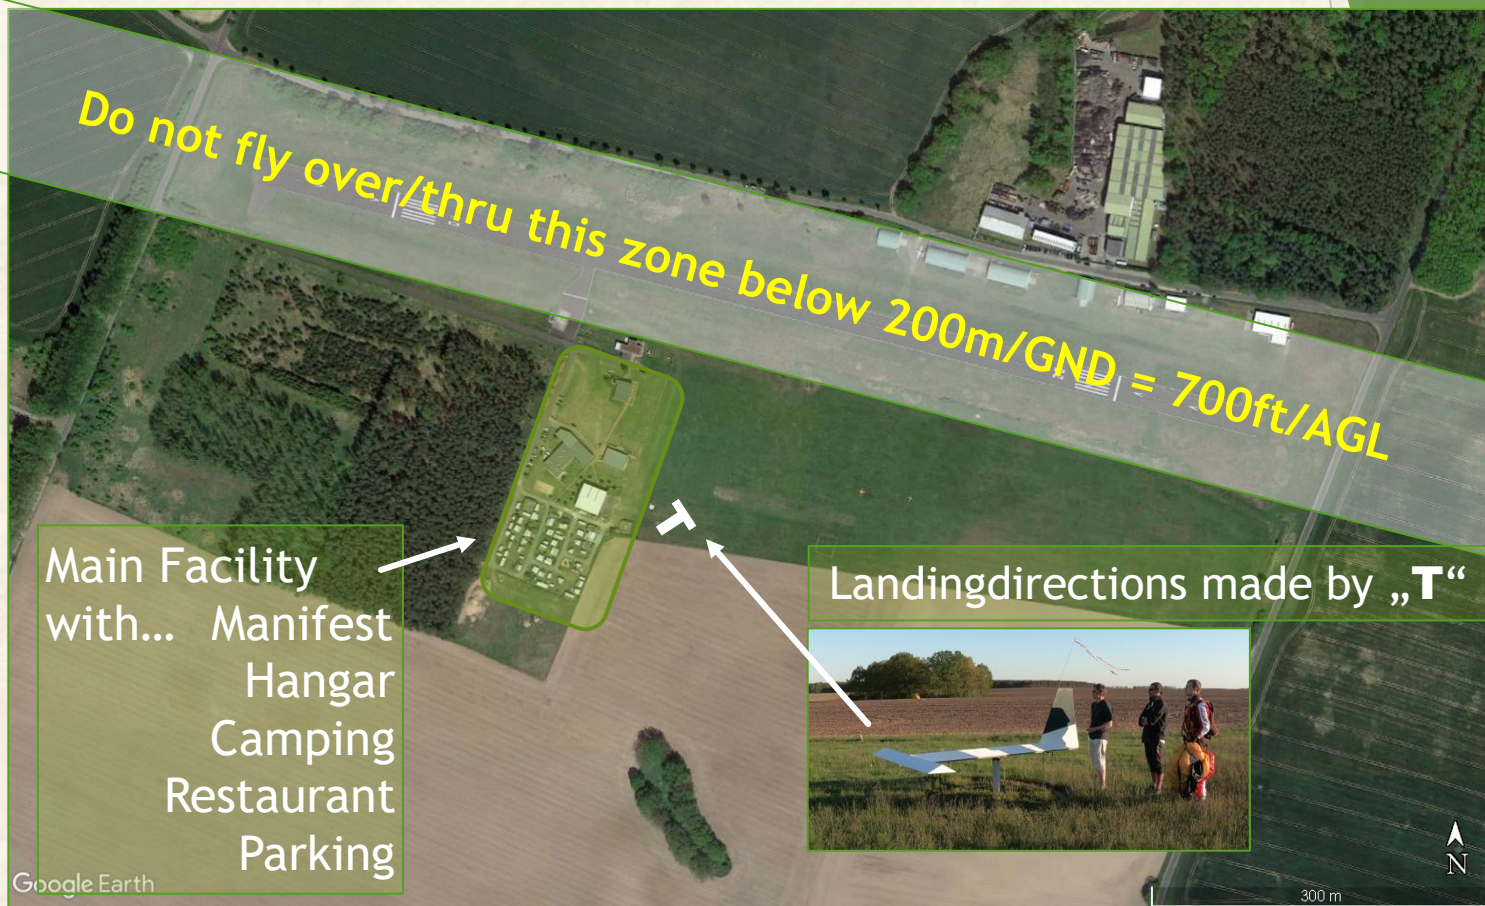 Do not fly over/thru this zone below 200m/GND = 700ft/AGL
Main Facility
with... Manifest
Hangar
Camping
Restaurant
Parking
Landingdirections made by „T“
T
Google Earth
N
300 m